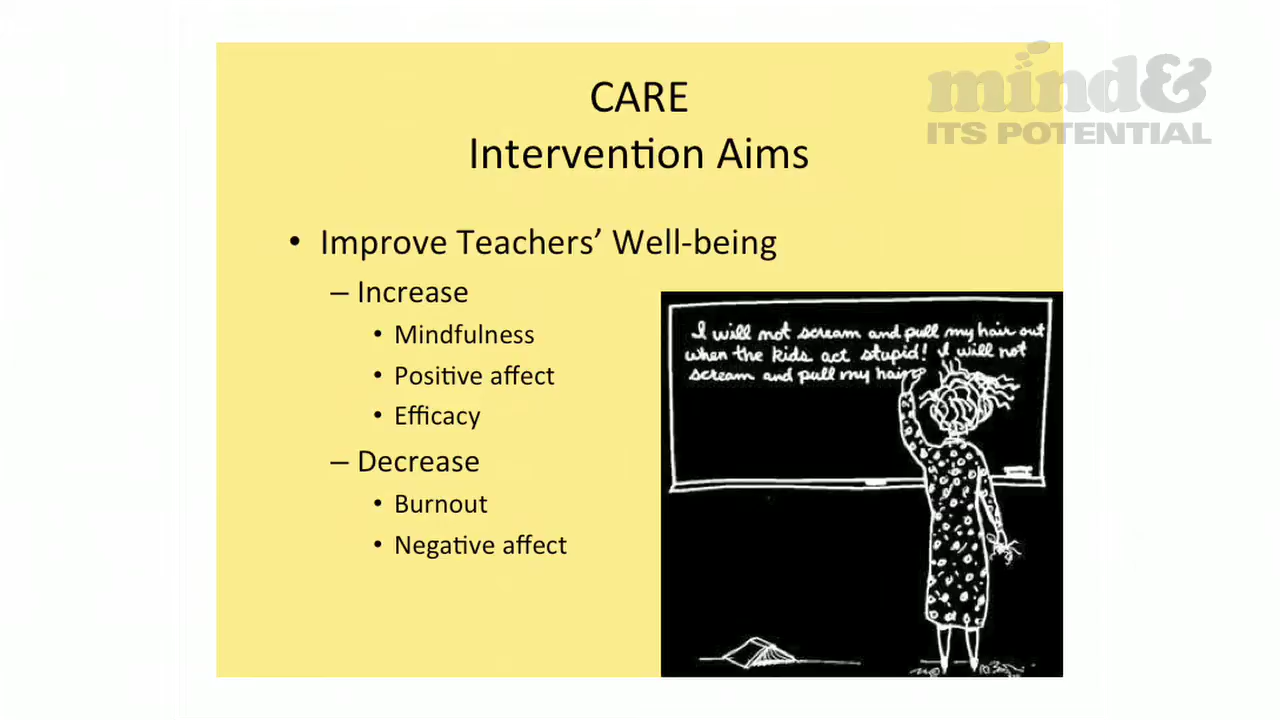 mind&
ITS POTENTIAL
CARE
Intervention Aims
• Improve Teachers’ Well-being
– Increase
• Mindfulness
• Positive affect
• Efficacy
– Decrease
• Burnout
• Negative affect
I will not scream and pull my hair out
when the kids act stupid! I will not
scream and pull my hair